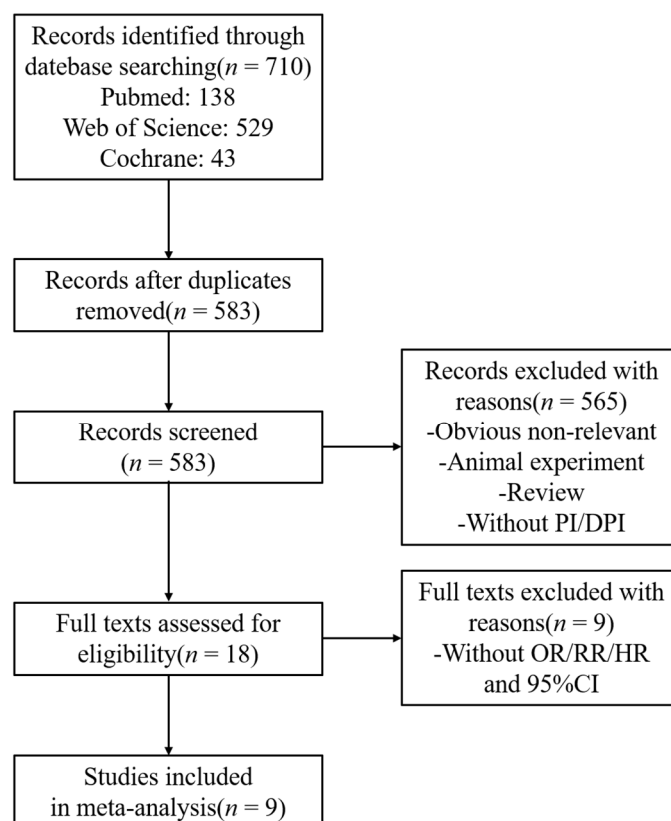 Records identified through
datebase searching(n = 710)
Pubmed: 138
Web of Science: 529
Cochrane: 43
Records after duplicates
removed(n = 583)
Records screened
(n = 583)
Records excluded with
reasons(n = 565)
-Obvious non-relevant
-Animal experiment
-Review
-Without PI/DPI
Full texts assessed for
eligibility(n = 18)
Full texts excluded with
reasons(n = 9)
-Without OR/RR/HR
and 95%CI
Studies included
in meta-analysis(n = 9)